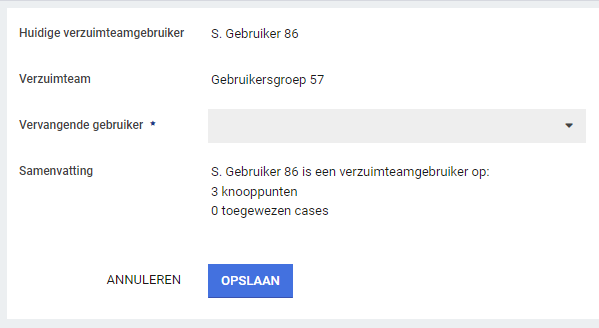 Huidige verzuimteamgebruiker S. Gebruiker 86
Verzuimteam Gebruikersgroep 57
Vervangende gebruiker *
Samenvatting S. Gebruiker 86 is een verzuimteamgebruiker op:
3 knooppunten
0 toegewezen cases
ANNULEREN OPSLAAN